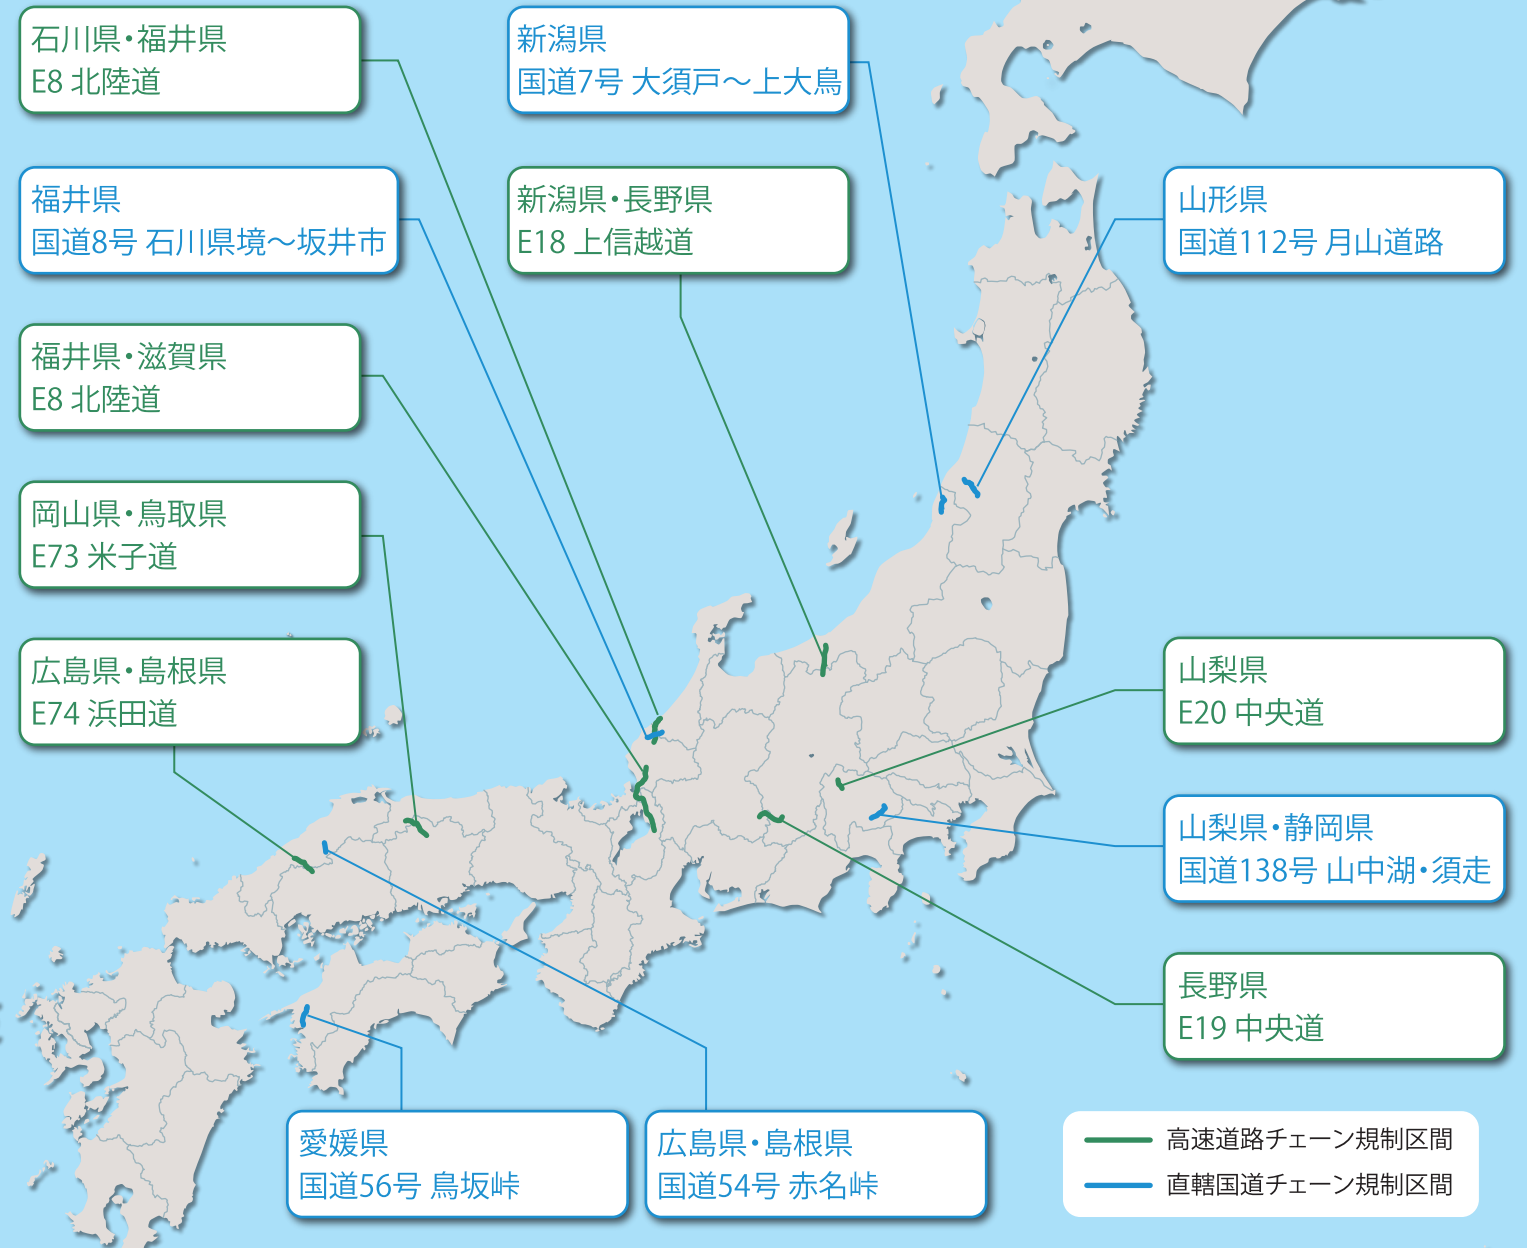 石川県・福井県
E8 北陸道
新潟県
国道7号 大須戸～上大鳥
福井県
国道8号 石川県境～坂井市
新潟県・長野県
E18 上信越道
山形県
国道112号 月山道路
福井県・滋賀県
E8 北陸道
岡山県・鳥取県
E73 米子道
広島県・島根県
E74 浜田道
山梨県
E20 中央道
山梨県・静岡県
国道138号 山中湖・須走
長野県
E19 中央道
愛媛県
国道56号 鳥坂峠
広島県・島根県
国道54号 赤名峠
高速道路チェーン規制区間
直轄国道チェーン規制区間